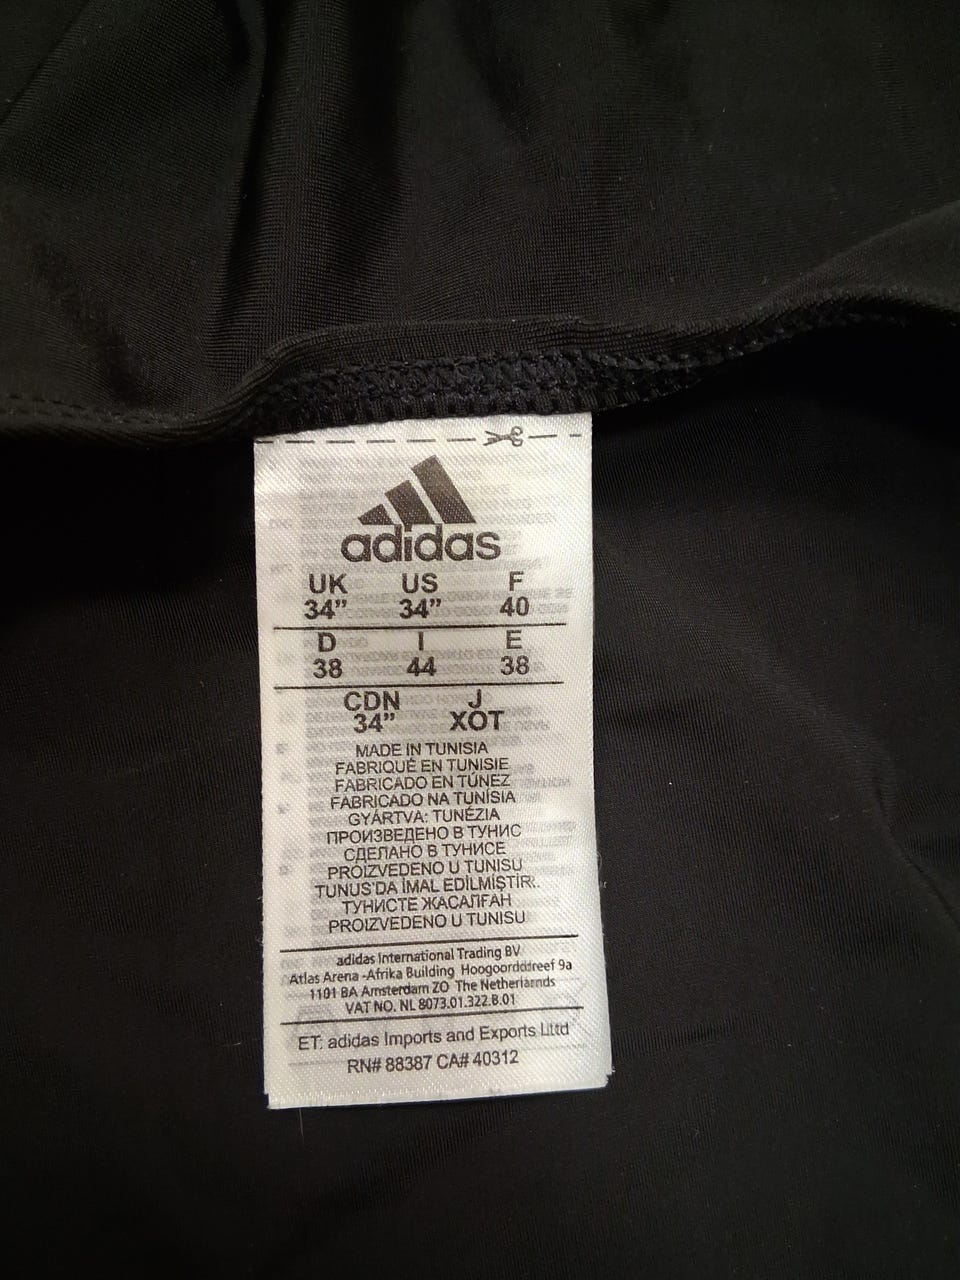 adidas
UK US F
34" 34" 40
D I E
38 44 38
CDN J
34" XOT
MADE IN TUNISIA
FABRIQUÉ EN TUNISIE
FABRICADO EN TÚNEZ
FABRICADO NA TUNÍSIA
GYÁRTVA: TUNÉZIA
ПРОИЗВЕДЕНО В ТУНИС
СДЕЛАНО В ТУНИСЕ
PROIZVEDENO U TUNISU
TUNUS'DA İMAL EDİLMİŞTİR.
ТУНИСТЕ ЖАСАЛҒАН
PROIZVEDENO U TUNISU
adidas International Trading BV
Atlas Arena -Afrika Building Hoogoorddreef 9a
1101 BA Amsterdam ZO The Netherlands
VAT NO. NL 8073.01.322.B.01
ET: adidas Imports and Exports Lttd
RN# 88387 CA# 40312